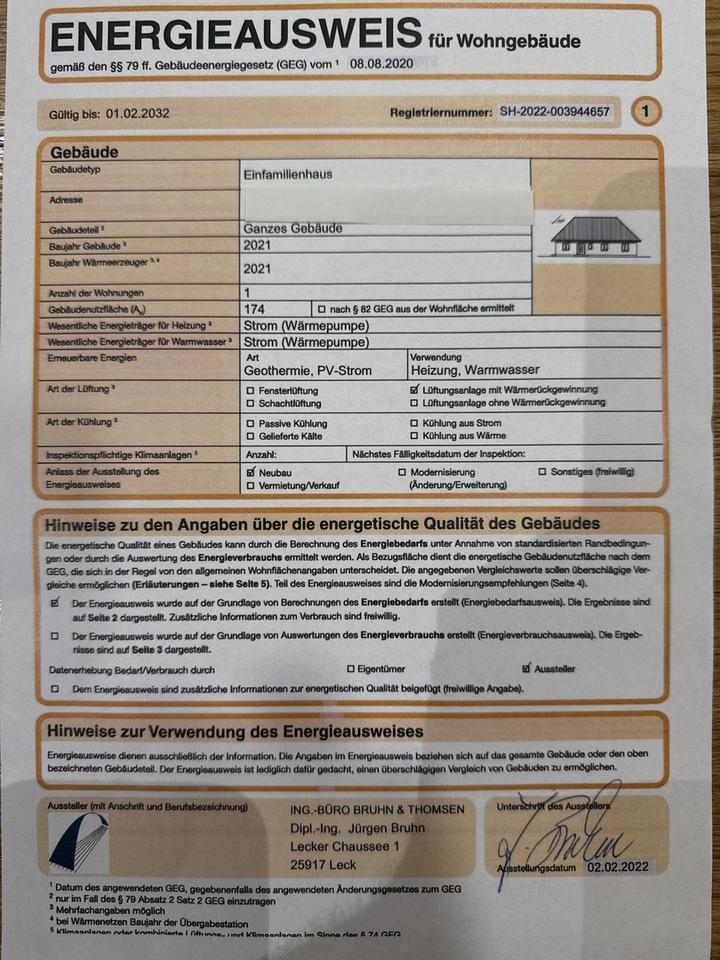 ENERGIEAUSWEIS für Wohngebäude
gemäß den §§ 79 ff. Gebäudeenergiegesetz (GEG) vom ¹ 08.08.2020
Gültig bis: 01.02.2032 Registriernummer: SH-2022-003944657 1
Gebäude
Gebäudetyp Einfamilienhaus
Adresse
Gebäudeteil ² Ganzes Gebäude
Baujahr Gebäude ³ 2021
Baujahr Wärmeerzeuger ³,⁴ 2021
Anzahl der Wohnungen 1
Gebäudenutzfläche (A_N) 174 ☐ nach § 82 GEG aus der Wohnfläche ermittelt
Wesentliche Energieträger für Heizung ³ Strom (Wärmepumpe)
Wesentliche Energieträger für Warmwasser ³ Strom (Wärmepumpe)
Erneuerbare Energien Art Verwendung
Geothermie, PV-Strom Heizung, Warmwasser
Art der Lüftung ³ ☐ Fensterlüftung ☑ Lüftungsanlage mit Wärmerückgewinnung
☐ Schachtlüftung ☐ Lüftungsanlage ohne Wärmerückgewinnung
Art der Kühlung ³ ☐ Passive Kühlung ☐ Kühlung aus Strom
☐ Gelieferte Kälte ☐ Kühlung aus Wärme
Inspektionspflichtige Klimaanlagen ⁵ Anzahl: Nächstes Fälligkeitsdatum der Inspektion:
Anlass der Ausstellung des ☑ Neubau ☐ Modernisierung ☐ Sonstiges (freiwillig)
Energieausweises ☐ Vermietung/Verkauf (Änderung/Erweiterung)
Hinweise zu den Angaben über die energetische Qualität des Gebäudes
Die energetische Qualität eines Gebäudes kann durch die Berechnung des Energiebedarfs unter Annahme von standardisierten Randbedingun-
gen oder durch die Auswertung des Energieverbrauchs ermittelt werden. Als Bezugsfläche dient die energetische Gebäudenutzfläche nach dem
GEG, die sich in der Regel von den allgemeinen Wohnflächenangaben unterscheidet. Die angegebenen Vergleichswerte sollen überschlägige Ver-
gleiche ermöglichen (Erläuterungen – siehe Seite 5). Teil des Energieausweises sind die Modernisierungsempfehlungen (Seite 4).
☑ Der Energieausweis wurde auf der Grundlage von Berechnungen des Energiebedarfs erstellt (Energiebedarfsausweis). Die Ergebnisse sind
auf Seite 2 dargestellt. Zusätzliche Informationen zum Verbrauch sind freiwillig.
☐ Der Energieausweis wurde auf der Grundlage von Auswertungen des Energieverbrauchs erstellt (Energieverbrauchsausweis). Die Ergeb-
nisse sind auf Seite 3 dargestellt.
Datenerhebung Bedarf/Verbrauch durch ☐ Eigentümer ☑ Aussteller
☐ Dem Energieausweis sind zusätzliche Informationen zur energetischen Qualität beigefügt (freiwillige Angabe).
Hinweise zur Verwendung des Energieausweises
Energieausweise dienen ausschließlich der Information. Die Angaben im Energieausweis beziehen sich auf das gesamte Gebäude oder den oben
bezeichneten Gebäudeteil. Der Energieausweis ist lediglich dafür gedacht, einen überschlägigen Vergleich von Gebäuden zu ermöglichen.
Aussteller (mit Anschrift und Berufsbezeichnung)
ING.-BÜRO BRUHN & THOMSEN
Dipl.-Ing. Jürgen Bruhn
Lecker Chaussee 1
25917 Leck
Unterschrift des Ausstellers
Ausstellungsdatum 02.02.2022
¹ Datum des angewendeten GEG, gegebenenfalls des angewendeten Änderungsgesetzes zum GEG
² nur im Fall des § 79 Absatz 2 Satz 2 GEG einzutragen
³ Mehrfachangaben möglich
⁴ bei Wärmenetzen Baujahr der Übergabestation
⁵ Klimaanlagen oder kombinierte Lüftungs- und Klimaanlagen im Sinne des § 74 GEG